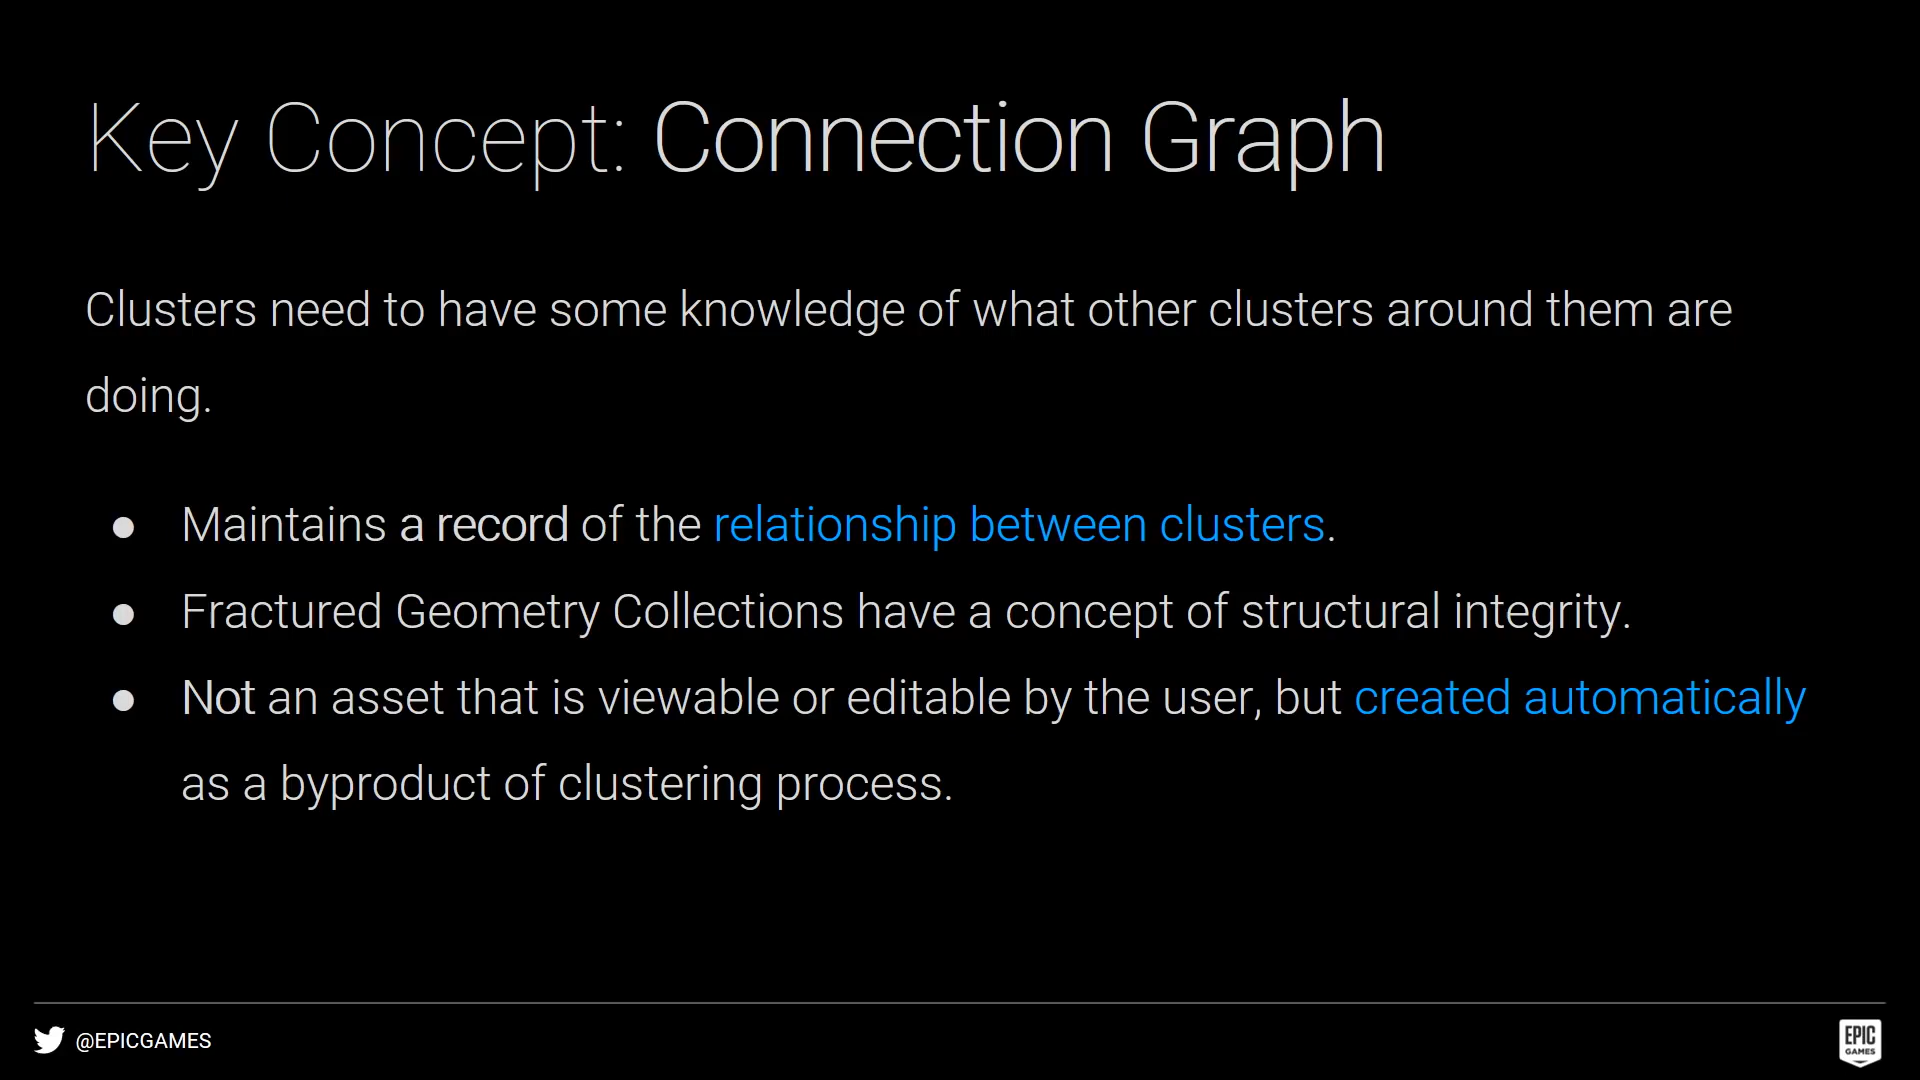 Key Concept: Connection Graph
Clusters need to have some knowledge of what other clusters around them are
doing.
● Maintains a record of the relationship between clusters.
● Fractured Geometry Collections have a concept of structural integrity.
● Not an asset that is viewable or editable by the user, but created automatically
as a byproduct of clustering process.
@EPICGAMES
EPIC
GAMES